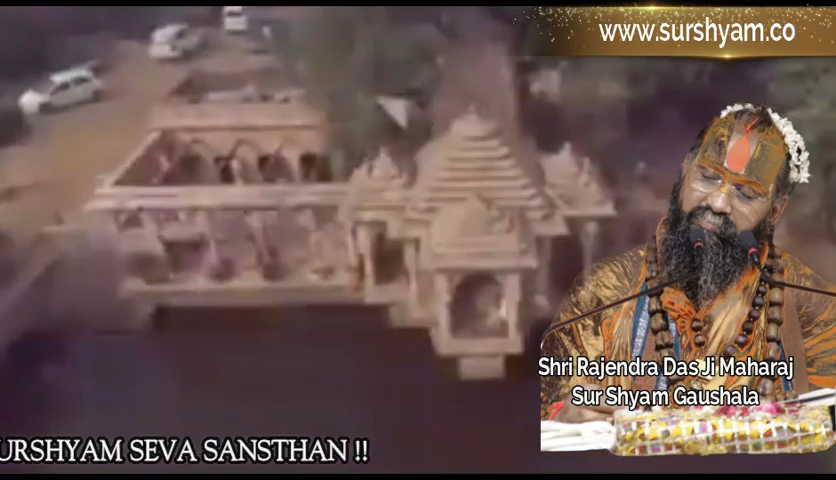 www.surshyam.co
Shri Rajendra Das Ji Maharaj
Sur Shyam Gaushala
URSHYAM SEVA SANSTHAN !!